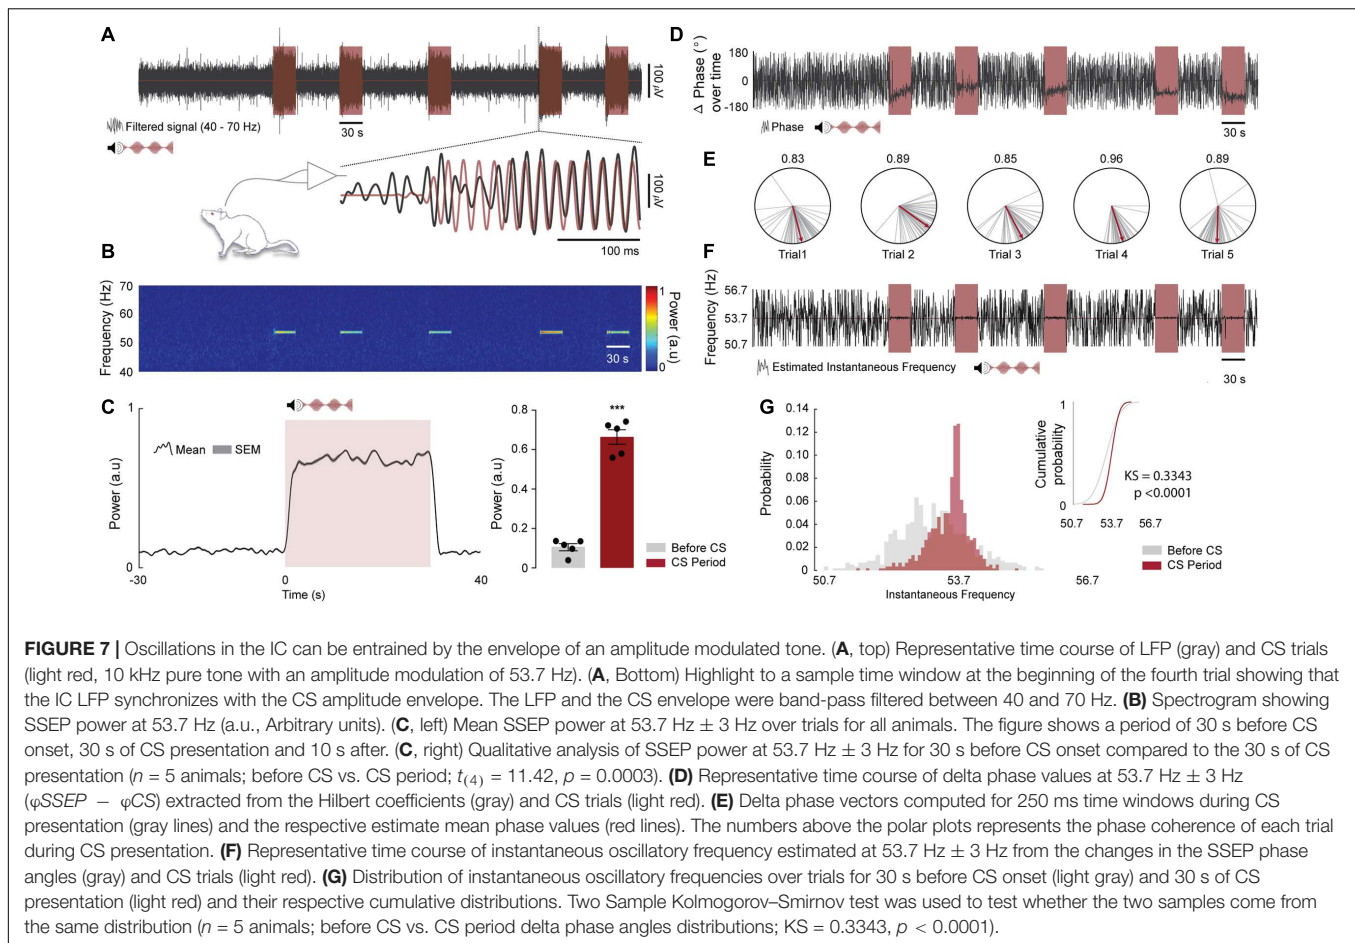 A
100 µV
Filtered signal (40 - 70 Hz)
30 s
100 µV
100 ms
B
Frequency (Hz)
70
60
50
40
30 s
1
0
Power (a.u)
C
Power (a.u)
1
0
Mean
SEM
-30
0
40
Time (s)
Power (a.u)
0.8
0.6
0.4
0.2
0
***
Before CS
CS Period
D
Δ Phase (°)
over time
180
0
-180
Phase
30 s
E
0.83
0.89
0.85
0.96
0.89
Trial1
Trial 2
Trial 3
Trial 4
Trial 5
F
Frequency (Hz)
56.7
53.7
50.7
Estimated Instantaneous Frequency
30 s
G
Probability
0.14
0.12
0.10
0.08
0.06
0.04
0.02
0
50.7
53.7
56.7
Instantaneous Frequency
Cumulative
probability
1
0
KS = 0.3343
p <0.0001
50.7
53.7
56.7
Before CS
CS Period
FIGURE 7 | Oscillations in the IC can be entrained by the envelope of an amplitude modulated tone. (A, top) Representative time course of LFP (gray) and CS trials
(light red, 10 kHz pure tone with an amplitude modulation of 53.7 Hz). (A, Bottom) Highlight to a sample time window at the beginning of the fourth trial showing that
the IC LFP synchronizes with the CS amplitude envelope. The LFP and the CS envelope were band-pass filtered between 40 and 70 Hz. (B) Spectrogram showing
SSEP power at 53.7 Hz (a.u., Arbitrary units). (C, left) Mean SSEP power at 53.7 Hz ± 3 Hz over trials for all animals. The figure shows a period of 30 s before CS
onset, 30 s of CS presentation and 10 s after. (C, right) Qualitative analysis of SSEP power at 53.7 Hz ± 3 Hz for 30 s before CS onset compared to the 30 s of CS
presentation (n = 5 animals; before CS vs. CS period; t(4) = 11.42, p = 0.0003). (D) Representative time course of delta phase values at 53.7 Hz ± 3 Hz
(φSSEP − φCS) extracted from the Hilbert coefficients (gray) and CS trials (light red). (E) Delta phase vectors computed for 250 ms time windows during CS
presentation (gray lines) and the respective estimate mean phase values (red lines). The numbers above the polar plots represents the phase coherence of each trial
during CS presentation. (F) Representative time course of instantaneous oscillatory frequency estimated at 53.7 Hz ± 3 Hz from the changes in the SSEP phase
angles (gray) and CS trials (light red). (G) Distribution of instantaneous oscillatory frequencies over trials for 30 s before CS onset (light gray) and 30 s of CS
presentation (light red) and their respective cumulative distributions. Two Sample Kolmogorov–Smirnov test was used to test whether the two samples come from
the same distribution (n = 5 animals; before CS vs. CS period delta phase angles distributions; KS = 0.3343, p < 0.0001).